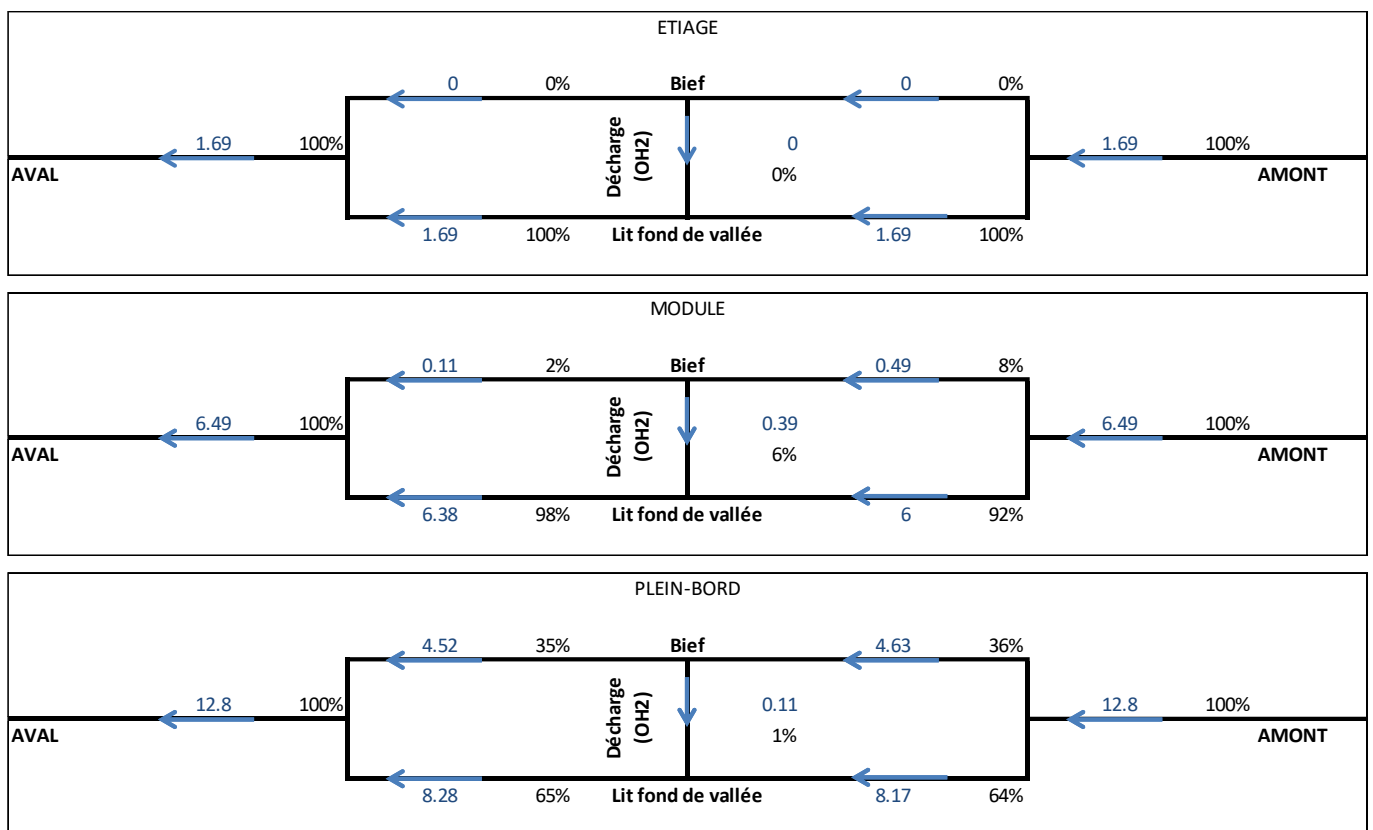 ETIAGE
0 0% Bief 0 0%
1.69 100% Décharge (OH2) 0 1.69 100%
AVAL 0% AMONT
1.69 100% Lit fond de vallée 1.69 100%
MODULE
0.11 2% Bief 0.49 8%
6.49 100% Décharge (OH2) 0.39 6.49 100%
AVAL 6% AMONT
6.38 98% Lit fond de vallée 6 92%
PLEIN-BORD
4.52 35% Bief 4.63 36%
12.8 100% Décharge (OH2) 0.11 12.8 100%
AVAL 1% AMONT
8.28 65% Lit fond de vallée 8.17 64%